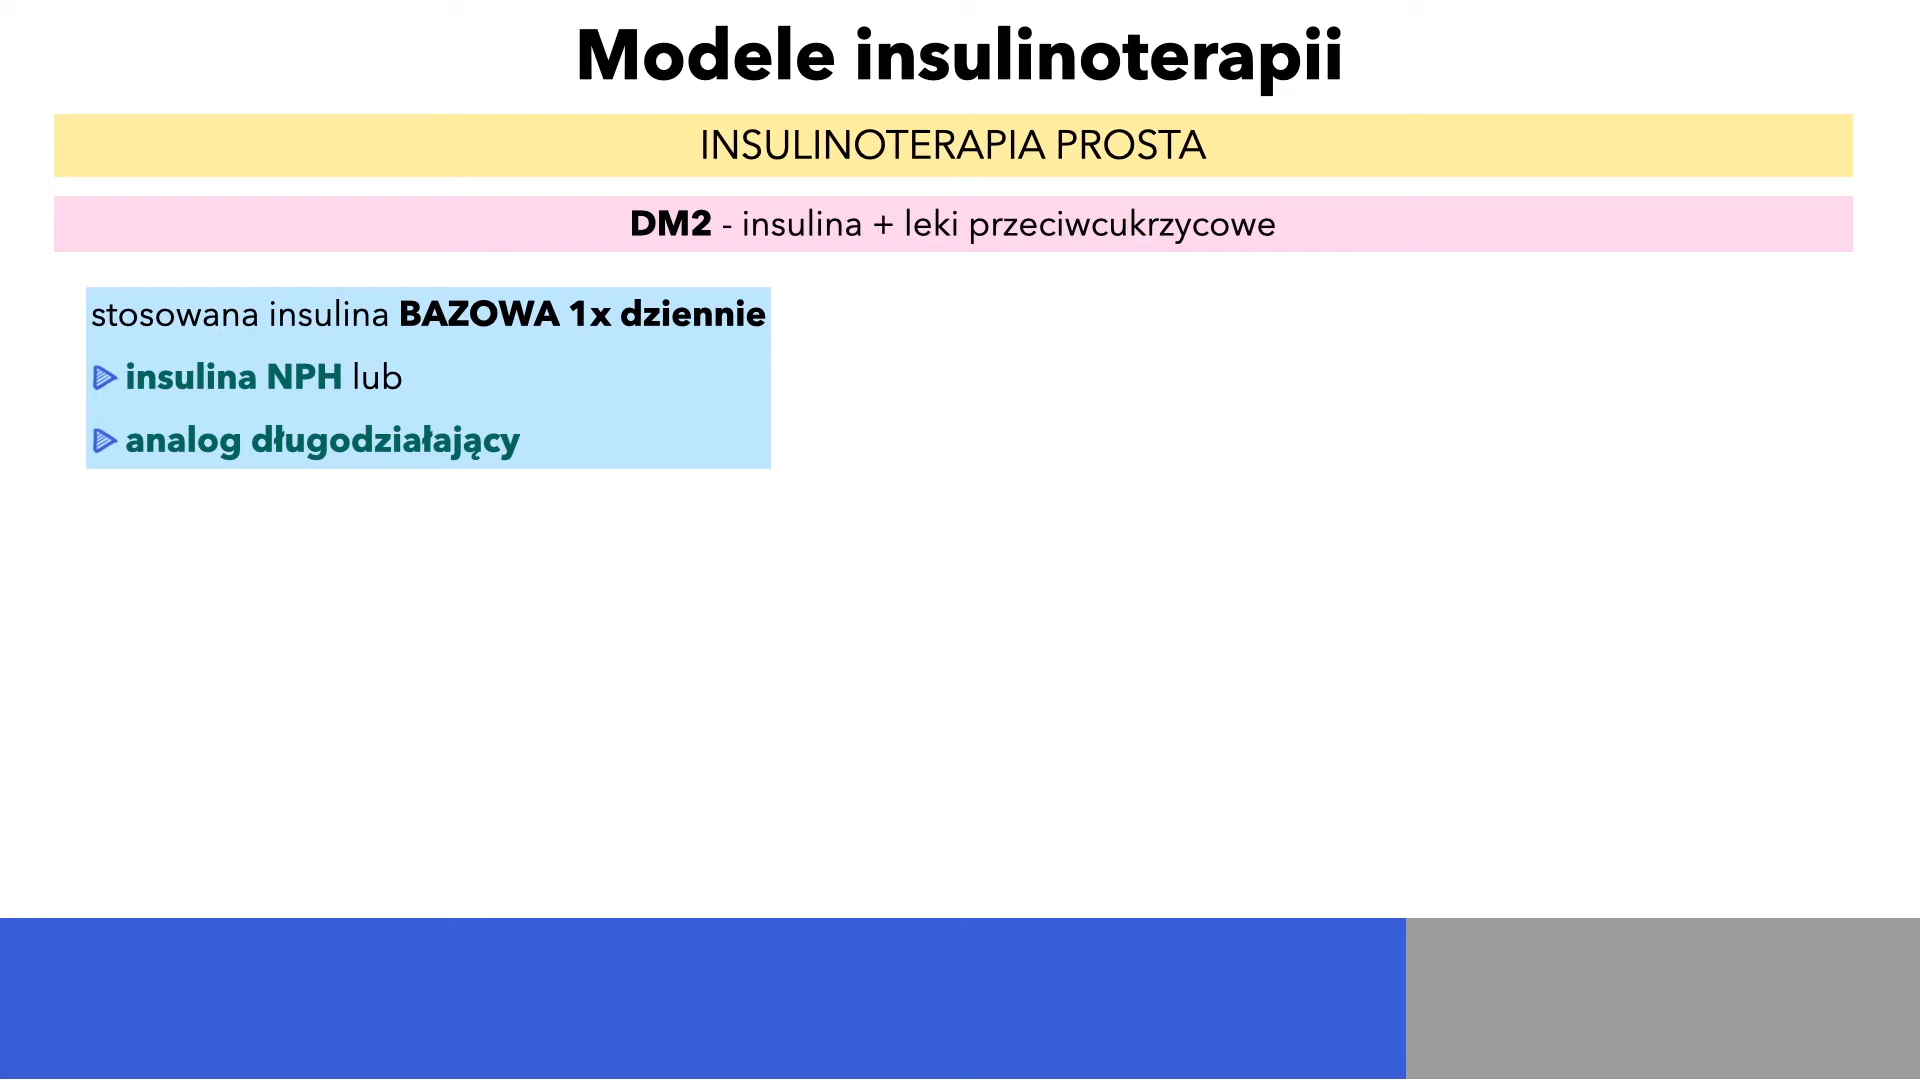 Modele insulinoterapii
INSULINOTERAPIA PROSTA
DM2 - insulina + leki przeciwcukrzycowe
stosowana insulina BAZOWA 1x dziennie
insulina NPH lub
analog długodziałający